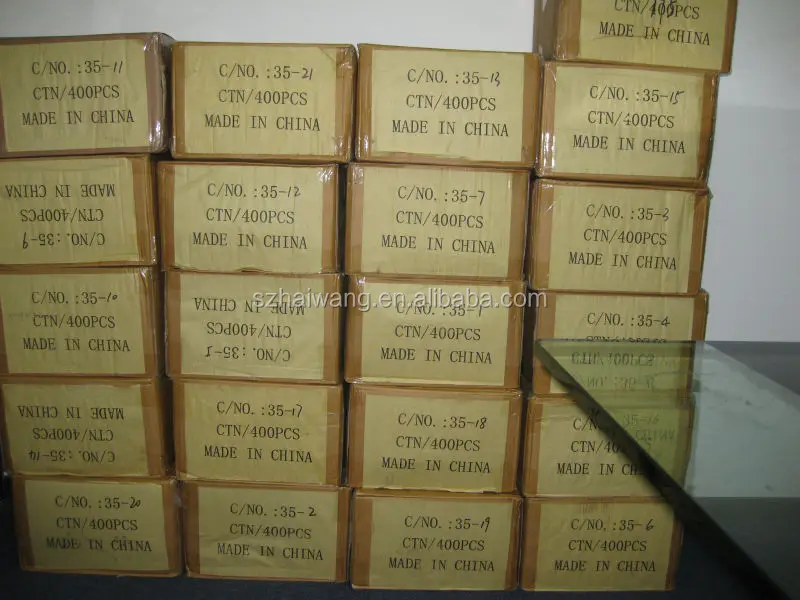 CTN/400PCS
MADE IN CHINA
C/NO.:35-11
CTN/400PCS
MADE IN CHINA
C/NO.:35-21
CTN/400PCS
MADE IN CHINA
C/NO.:35-13
CTN/400PCS
MADE IN CHINA
C/NO.:35-15
CTN/400PCS
MADE IN CHINA
C/NO.:35-9
CTN/400PCS
MADE IN CHINA
C/NO.:35-12
CTN/400PCS
MADE IN CHINA
C/NO.:35-7
CTN/400PCS
MADE IN CHINA
C/NO.:35-3
CTN/400PCS
MADE IN CHINA
szhaiwang.en.alibaba.com
C/NO.:35-10
CTN/400PCS
MADE IN CHINA
C/NO.:35-5
CTN/400PCS
MADE IN CHINA
C/NO.:35-1
CTN/400PCS
MADE IN CHINA
C/NO.:35-4
C/NO.:35-14
CTN/400PCS
MADE IN CHINA
C/NO.:35-17
CTN/400PCS
MADE IN CHINA
C/NO.:35-18
CTN/400PCS
MADE IN CHINA
MADE IN CHINA
C/NO.:35-20
CTN/400PCS
MADE IN CHINA
C/NO.:35-2
CTN/400PCS
MADE IN CHINA
C/NO.:35-19
CTN/400PCS
MADE IN CHINA
C/NO.:35-6
CTN/400PCS
MADE IN CHINA